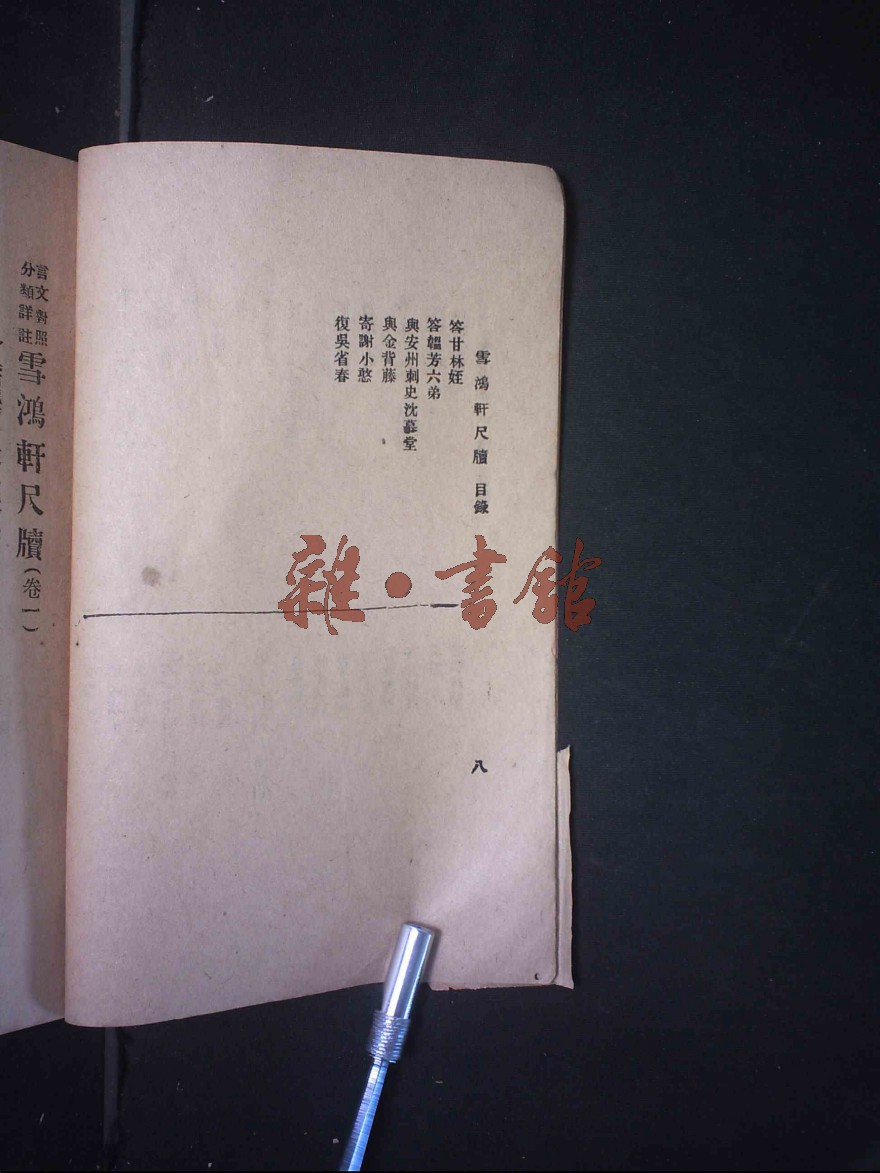 雪鴻軒尺牘 目錄
八
答甘林姪
答韞芳六弟
與安州刺史沈慕堂
與金背藤
寄謝小憨
復吳省春
言文對照
分類詳註
雪鴻軒尺牘(卷一)
雜·書館